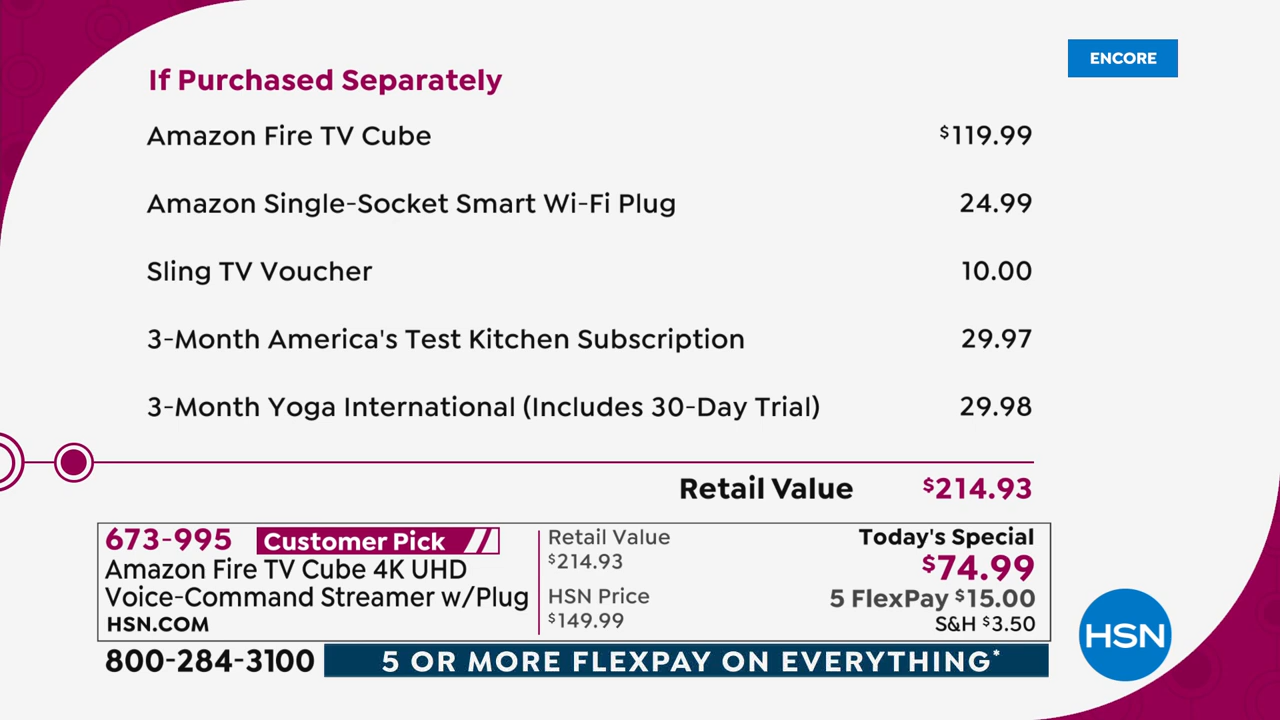 ENCORE
If Purchased Separately
Amazon Fire TV Cube $119.99
Amazon Single-Socket Smart Wi-Fi Plug 24.99
Sling TV Voucher 10.00
3-Month America's Test Kitchen Subscription 29.97
3-Month Yoga International (Includes 30-Day Trial) 29.98
Retail Value $214.93
673-995 Customer Pick
Amazon Fire TV Cube 4K UHD
Voice-Command Streamer w/Plug
HSN.COM
Retail Value
$214.93
HSN Price
$149.99
Today's Special
$74.99
5 FlexPay $15.00
S&H $3.50
HSN
800-284-3100 5 OR MORE FLEXPAY ON EVERYTHING*